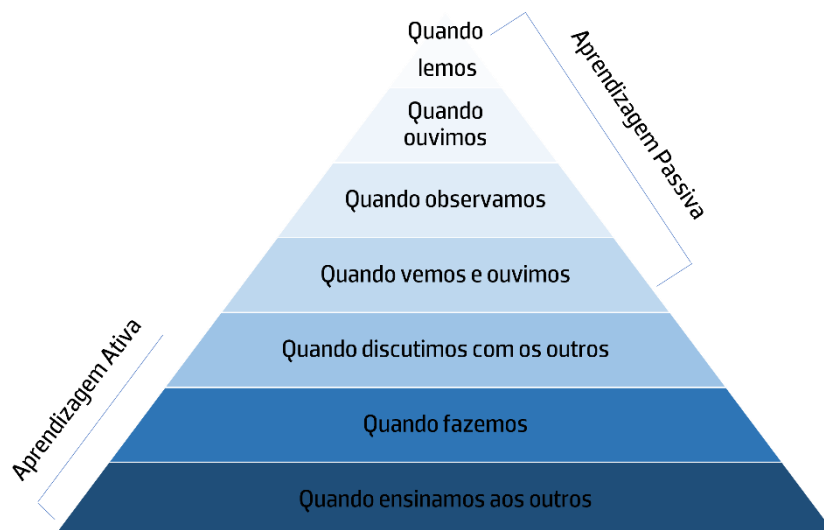 Quando
lemos
Quando
ouvimos
Quando observamos
Quando vemos e ouvimos
Quando discutimos com os outros
Quando fazemos
Quando ensinamos aos outros
Aprendizagem Passiva
Aprendizagem Ativa